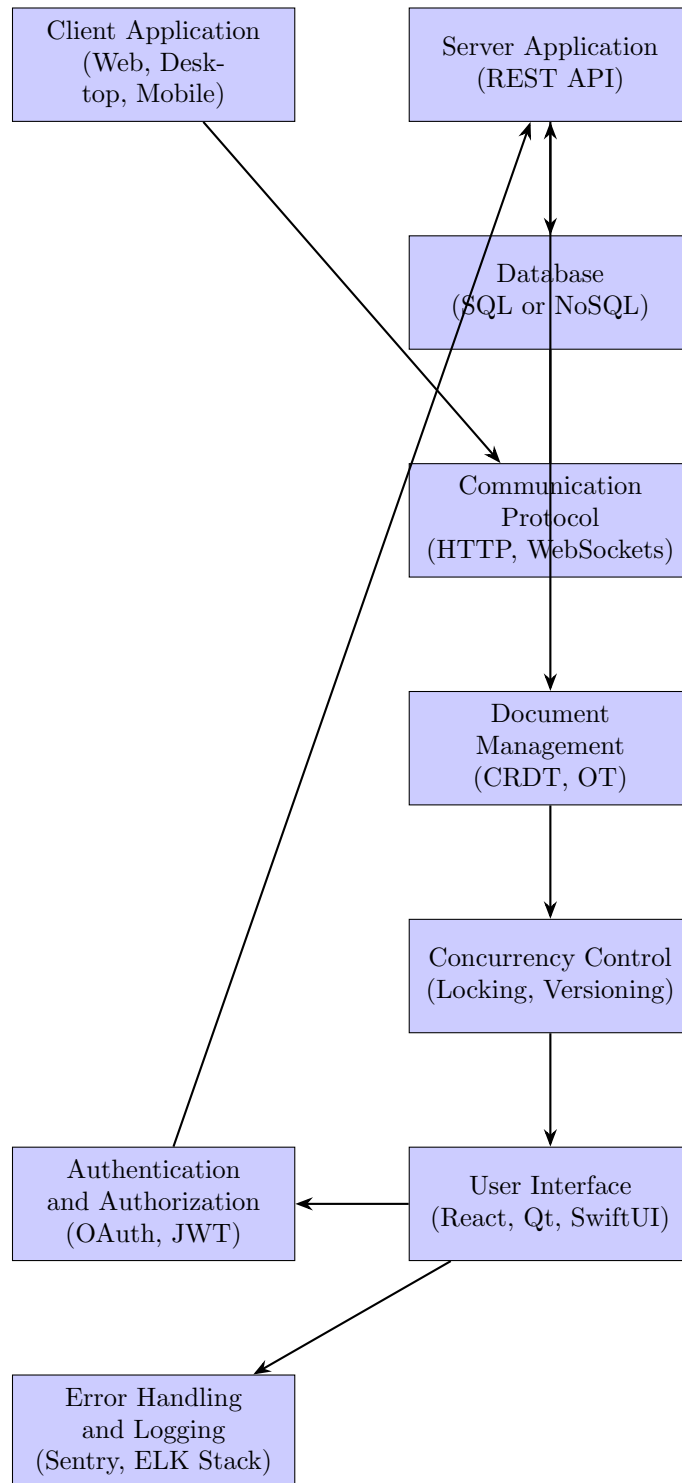 Client Application
(Web, Desk-
top, Mobile)
Server Application
(REST API)
Database
(SQL or NoSQL)
Communication
Protocol
(HTTP, WebSockets)
Document
Management
(CRDT, OT)
Concurrency Control
(Locking, Versioning)
Authentication
and Authorization
(OAuth, JWT)
User Interface
(React, Qt, SwiftUI)
Error Handling
and Logging
(Sentry, ELK Stack)